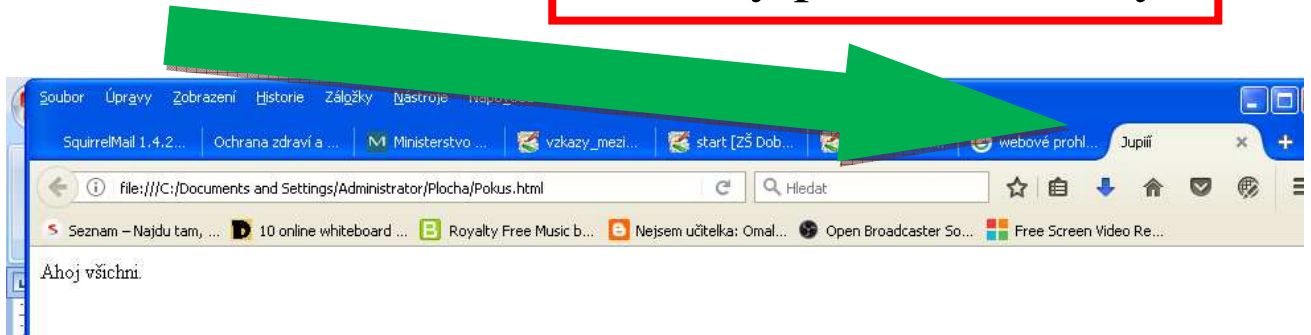 Soubor Úpravy Zobrazení Historie Záložky Nástroje
SquirrelMail 1.4.2... Ochrana zdraví a ... Ministerstvo ... vzkazy_mezi... start [ZŠ Dob... webové prohl... Jupiíí
file:///C:/Documents and Settings/Administrator/Plocha/Pokus.html Hledat
Seznam – Najdu tam, ... 10 online whiteboard ... Royalty Free Music b... Nejsem učitelka: Omal... Open Broadcaster So... Free Screen Video Re...
Ahoj všichni.